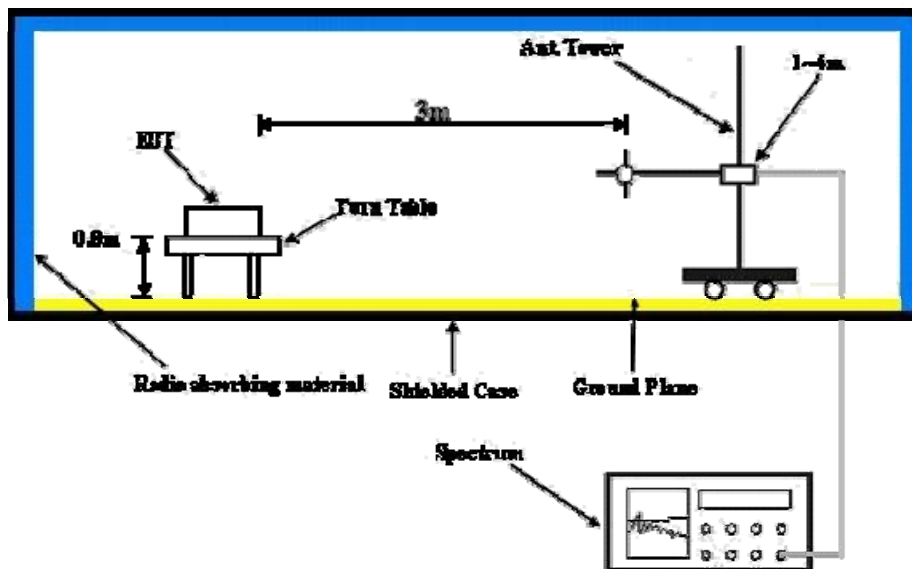 Ant. Tower
1~4m
3m
EUT
Turn Table
0.8m
Radio absorbing material
Shielded Case
Ground Plane
Spectrum